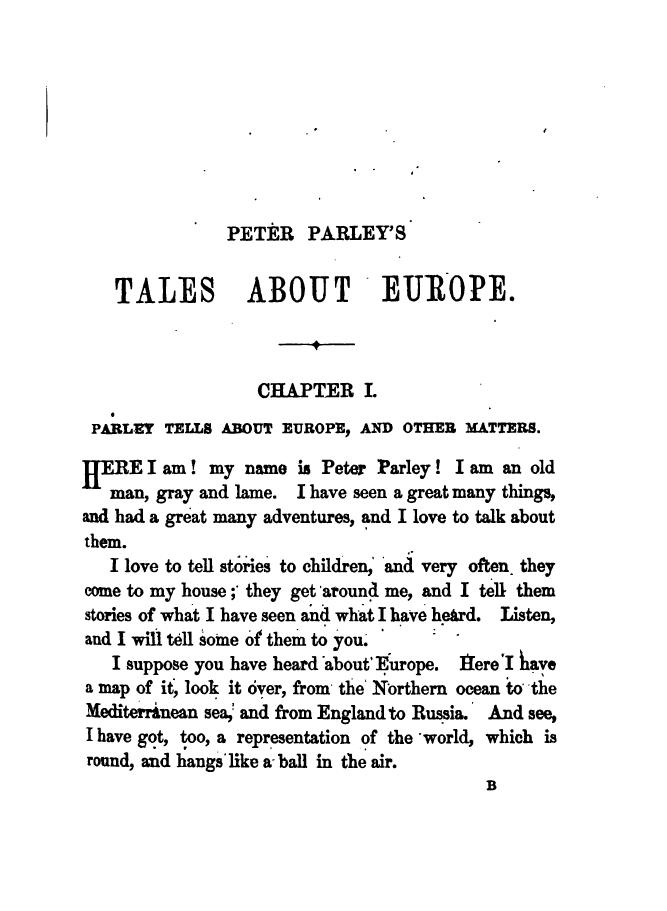 PETER PARLEY'S
TALES ABOUT EUROPE.
CHAPTER I.
PARLEY TELLS ABOUT EUROPE, AND OTHER MATTERS.
HERE I am! my name is Peter Parley! I am an old
man, gray and lame. I have seen a great many things,
and had a great many adventures, and I love to talk about
them.
I love to tell stories to children, and very often they
come to my house; they get around me, and I tell them
stories of what I have seen and what I have heard. Listen,
and I will tell some of them to you.
I suppose you have heard about Europe. Here I have
a map of it, look it over, from the Northern ocean to the
Mediterranean sea, and from England to Russia. And see,
I have got, too, a representation of the world, which is
round, and hangs like a ball in the air.
B